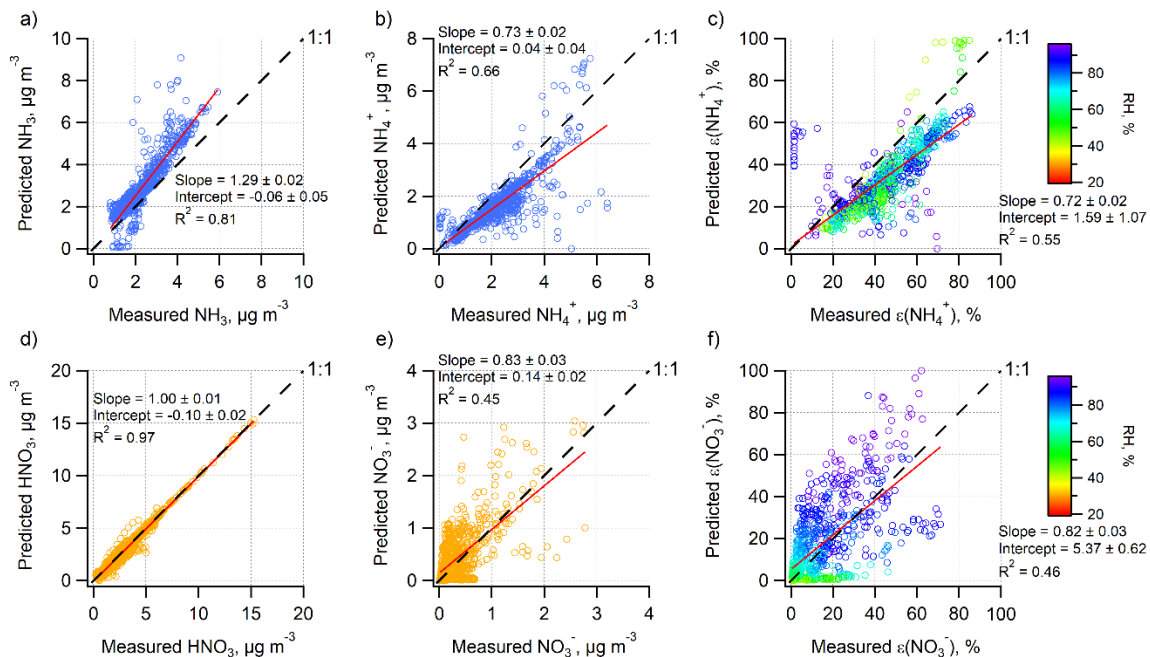 a)
10
8
6
4
2
0
Predicted NH₃, µg m⁻³
1:1
Slope = 1.29 ± 0.02
Intercept = -0.06 ± 0.05
R² = 0.81
0 2 4 6 8 10
Measured NH₃, µg m⁻³
b)
8
6
4
2
0
Predicted NH₄⁺, µg m⁻³
Slope = 0.73 ± 0.02
Intercept = 0.04 ± 0.04
R² = 0.66
1:1
0 2 4 6 8
Measured NH₄⁺, µg m⁻³
c)
100
80
60
40
20
0
Predicted ε(NH₄⁺), %
1:1
0 20 40 60 80 100
Measured ε(NH₄⁺), %
80
60
40
20
RH, %
Slope = 0.72 ± 0.02
Intercept = 1.59 ± 1.07
R² = 0.55
d)
20
15
10
5
0
Predicted HNO₃, µg m⁻³
1:1
Slope = 1.00 ± 0.01
Intercept = -0.10 ± 0.02
R² = 0.97
0 5 10 15 20
Measured HNO₃, µg m⁻³
e)
4
3
2
1
0
Predicted NO₃⁻, µg m⁻³
Slope = 0.83 ± 0.03
Intercept = 0.14 ± 0.02
R² = 0.45
1:1
0 1 2 3 4
Measured NO₃⁻, µg m⁻³
f)
100
80
60
40
20
0
Predicted ε(NO₃⁻), %
1:1
0 20 40 60 80 100
Measured ε(NO₃⁻), %
80
60
40
20
RH, %
Slope = 0.82 ± 0.03
Intercept = 5.37 ± 0.62
R² = 0.46